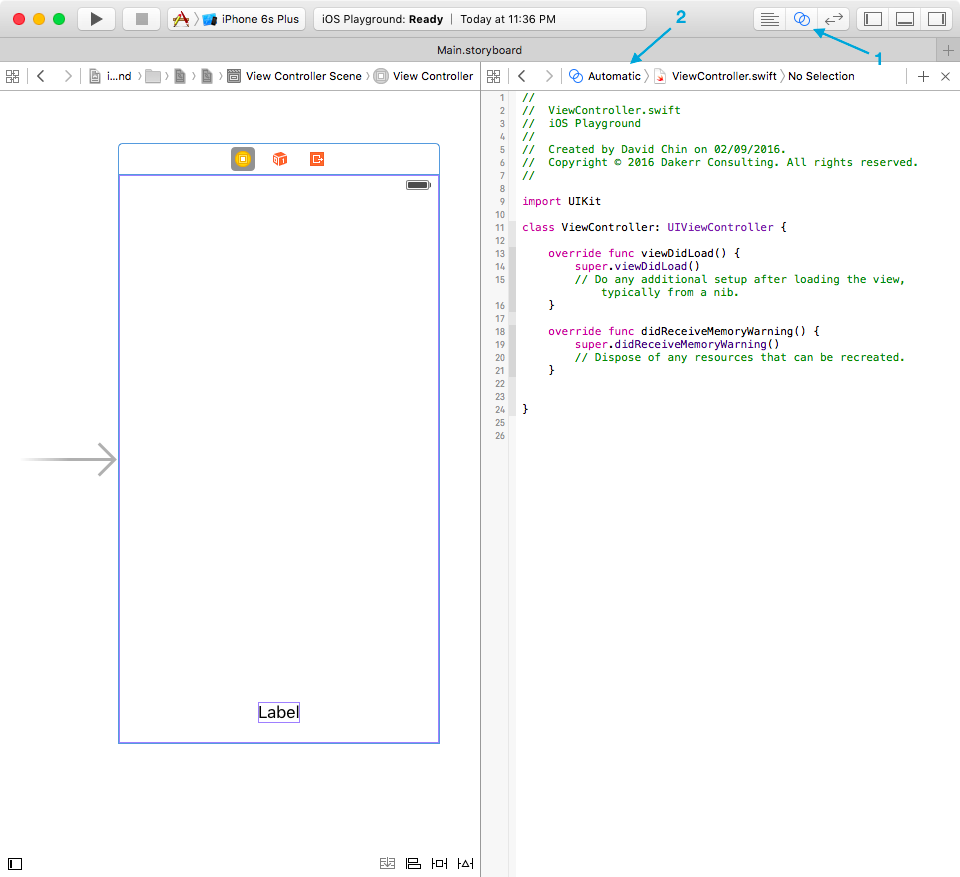 iPhone 6s Plus
iOS Playground: Ready | Today at 11:36 PM
2
1
Main.storyboard
i...nd
View Controller Scene
View Controller
Automatic
ViewController.swift
No Selection
1 //
2 //  ViewController.swift
3 //  iOS Playground
4 //
5 //  Created by David Chin on 02/09/2016.
6 //  Copyright © 2016 Dakerr Consulting. All rights reserved.
7 //
8
9 import UIKit
10
11 class ViewController: UIViewController {
12
13     override func viewDidLoad() {
14         super.viewDidLoad()
15         // Do any additional setup after loading the view,
typically from a nib.
16     }
17
18     override func didReceiveMemoryWarning() {
19         super.didReceiveMemoryWarning()
20         // Dispose of any resources that can be recreated.
21     }
22
23
24 }
25
26
Label